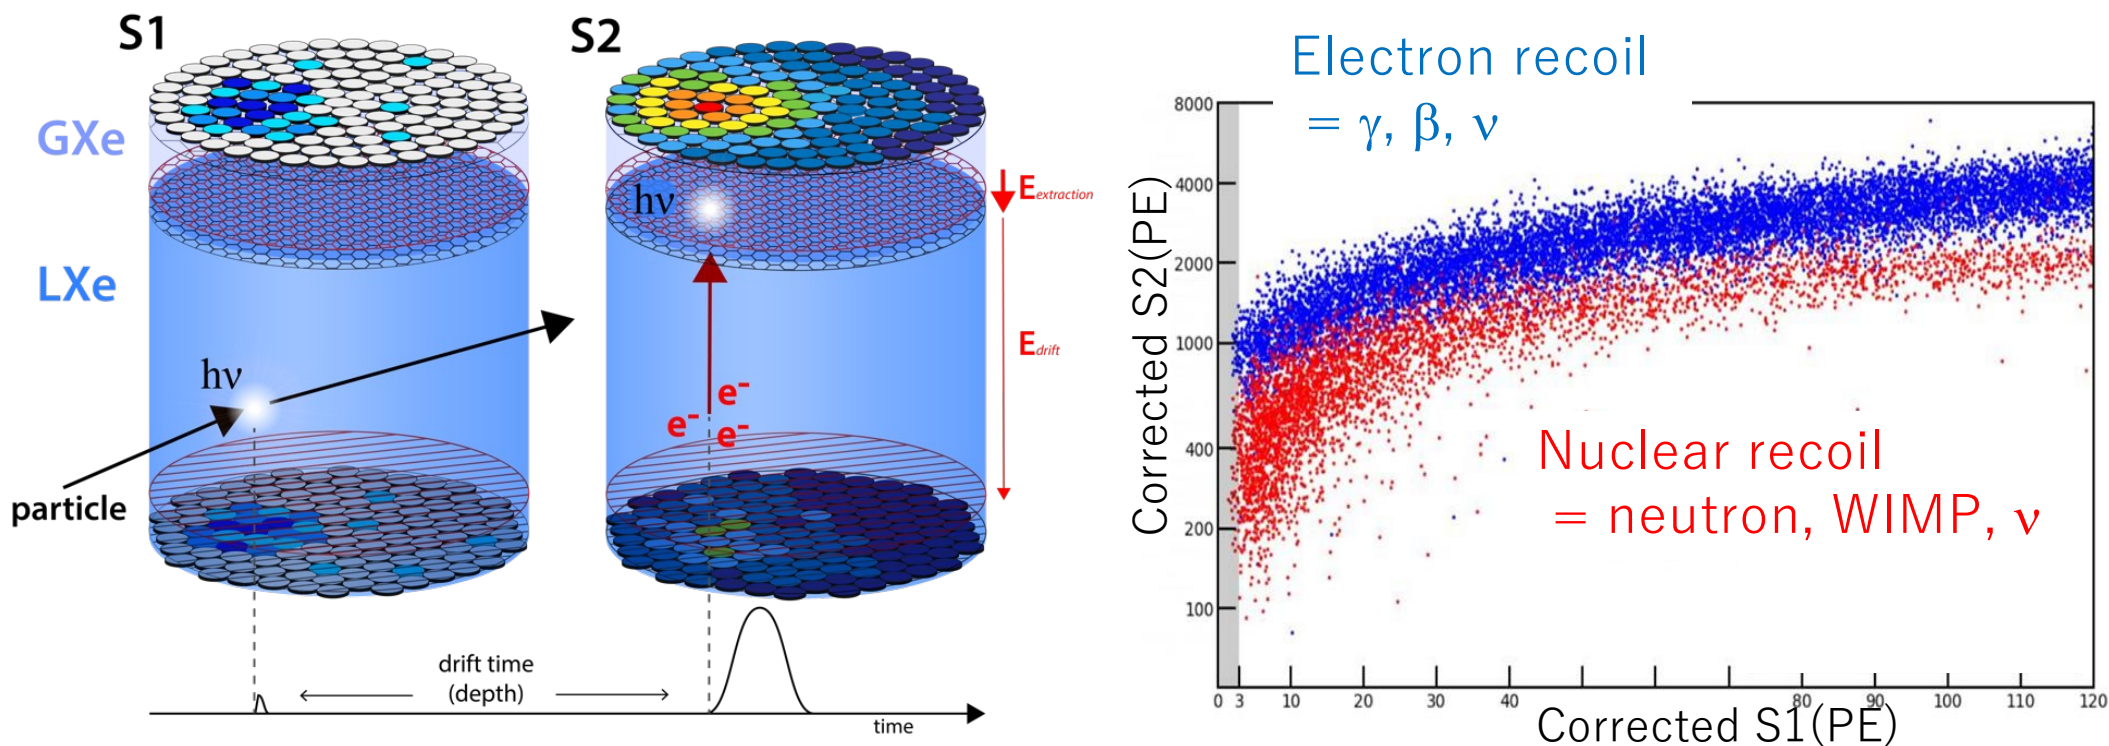 S1
S2
GXe
LXe
hν
hν
particle
e⁻
e⁻
e⁻
Eextraction
Edrift
drift time
(depth)
time
Electron recoil
= γ, β, ν
Nuclear recoil
= neutron, WIMP, ν
Corrected S2(PE)
8000
4000
2000
1000
400
200
100
0 3 10 20 30 40 80 90 100 110 120
Corrected S1(PE)